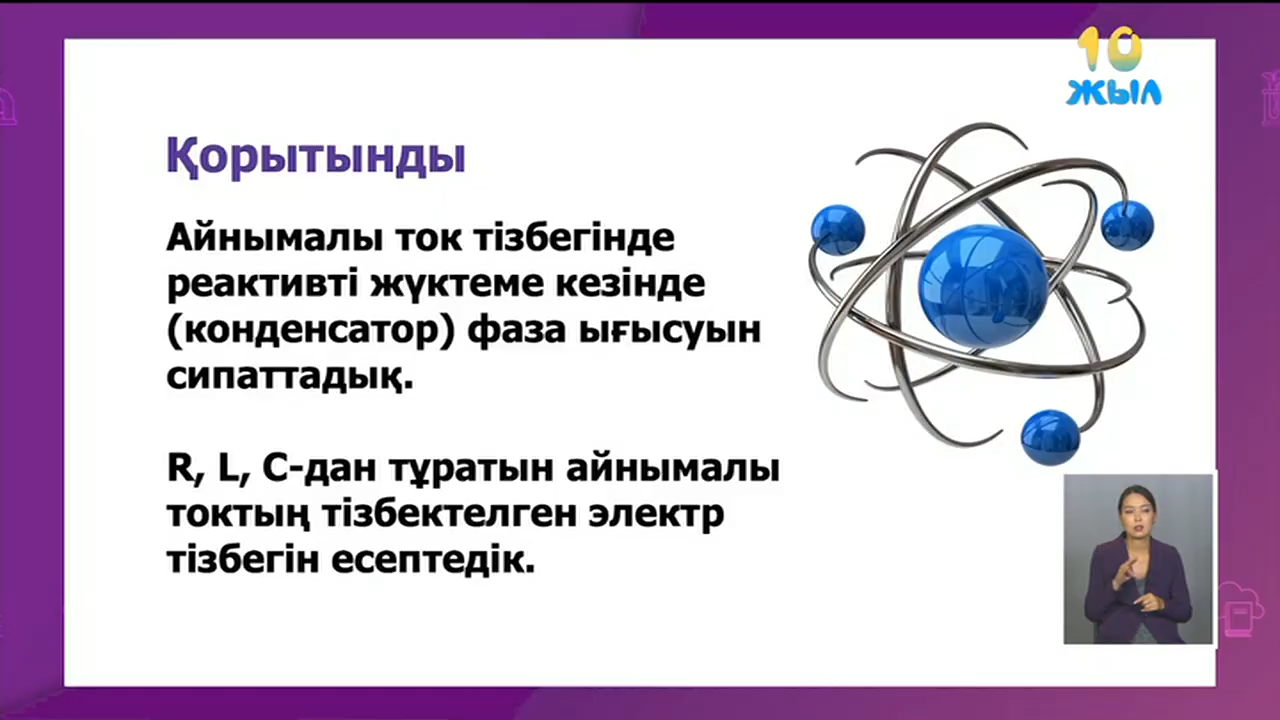 10
ЖЫЛ
Қорытынды
Айнымалы ток тізбегінде
реактивті жүктеме кезінде
(конденсатор) фаза ығысуын
сипаттадық.
R, L, C-дан тұратын айнымалы
токтың тізбектелген электр
тізбегін есептедік.